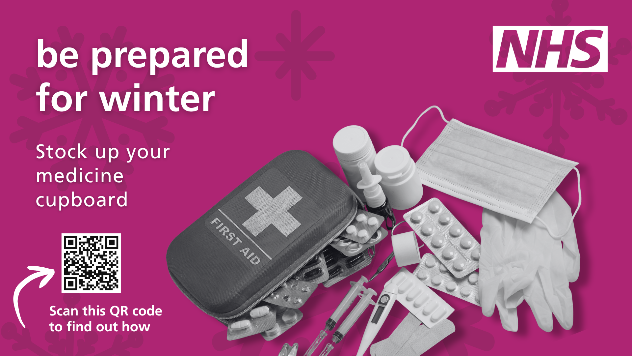 be prepared
for winter
NHS
Stock up your
medicine
cupboard
FIRST AID
Scan this QR code
to find out how